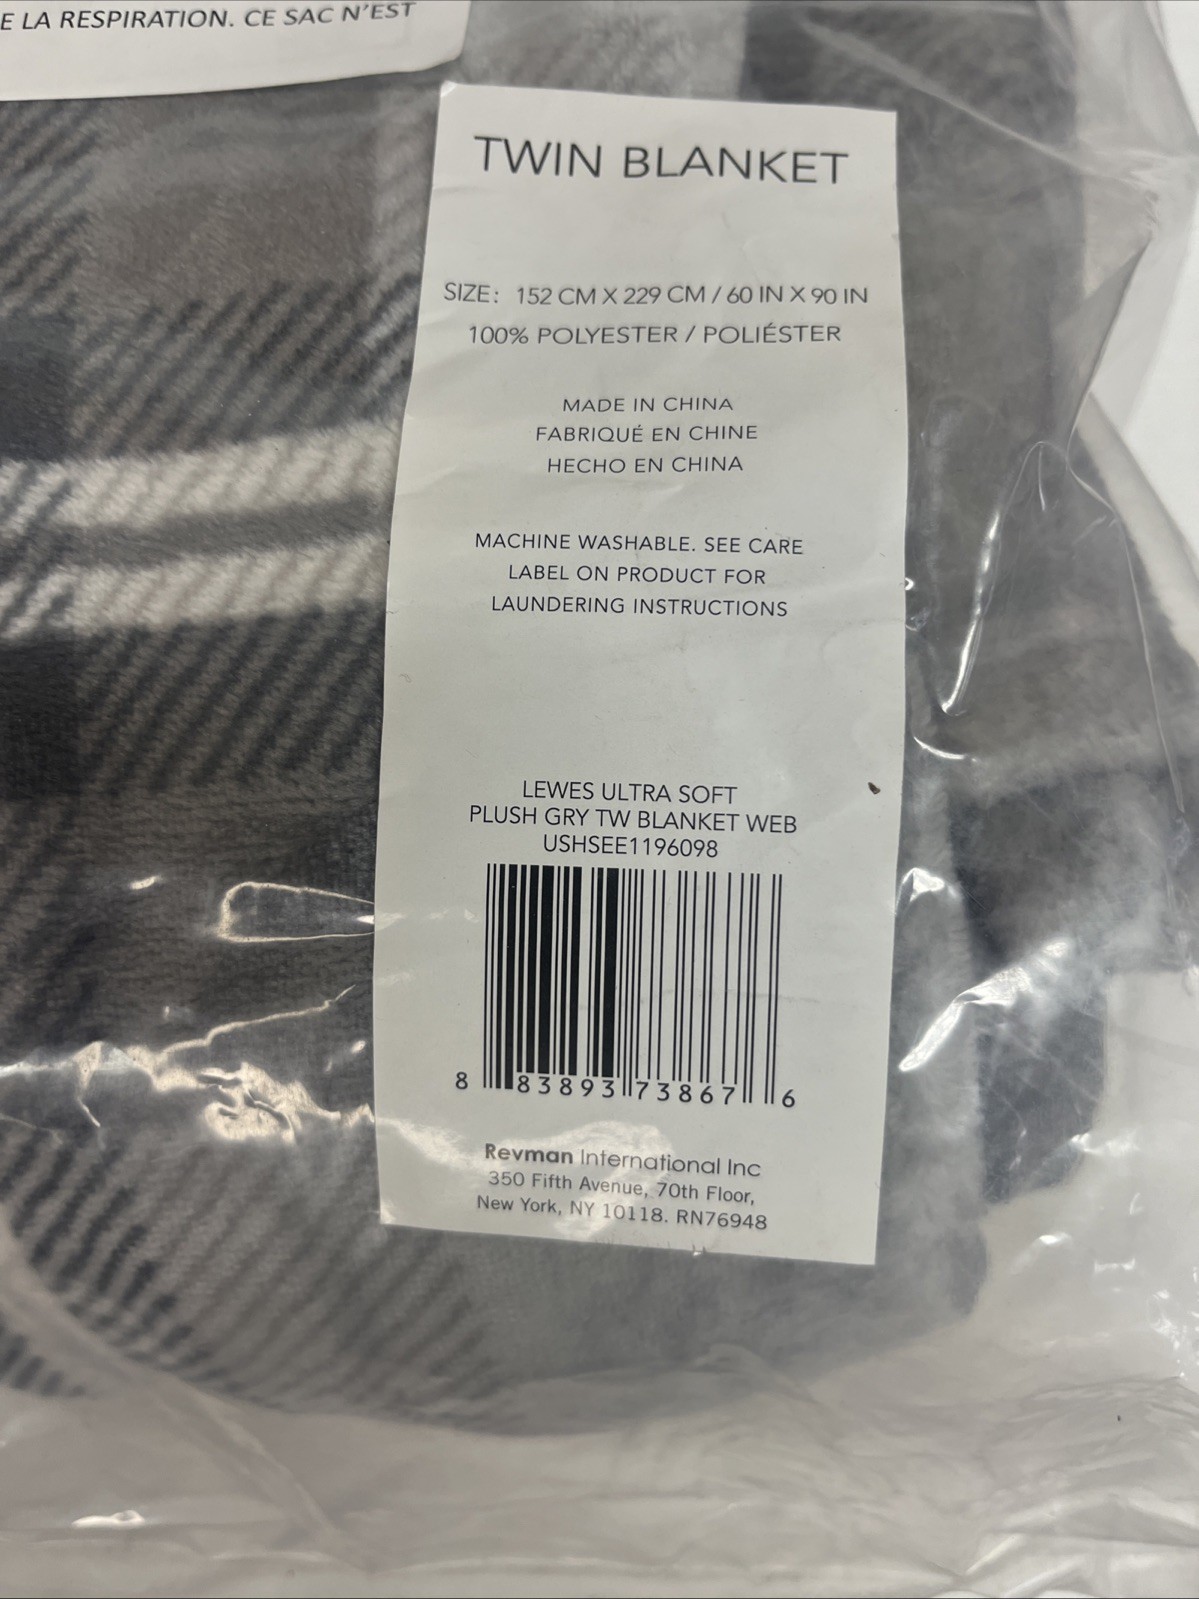 E LA RESPIRATION. CE SAC N'EST
TWIN BLANKET
SIZE: 152 CM X 229 CM / 60 IN X 90 IN
100% POLYESTER / POLIÉSTER
MADE IN CHINA
FABRIQUÉ EN CHINE
HECHO EN CHINA
MACHINE WASHABLE. SEE CARE
LABEL ON PRODUCT FOR
LAUNDERING INSTRUCTIONS
LEWES ULTRA SOFT
PLUSH GRY TW BLANKET WEB
USHSEE1196098
8 83893 73867 6
Revman International Inc
350 Fifth Avenue, 70th Floor,
New York, NY 10118. RN76948